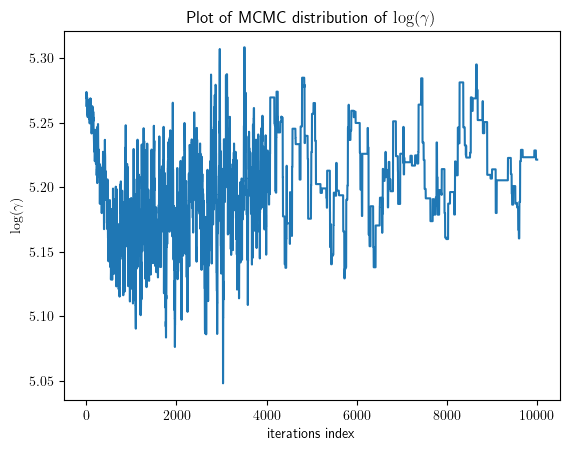 Plot of MCMC distribution of log(γ)
5.30
5.25
5.20
5.15
5.10
5.05
log(γ)
0 2000 4000 6000 8000 10000
iterations index